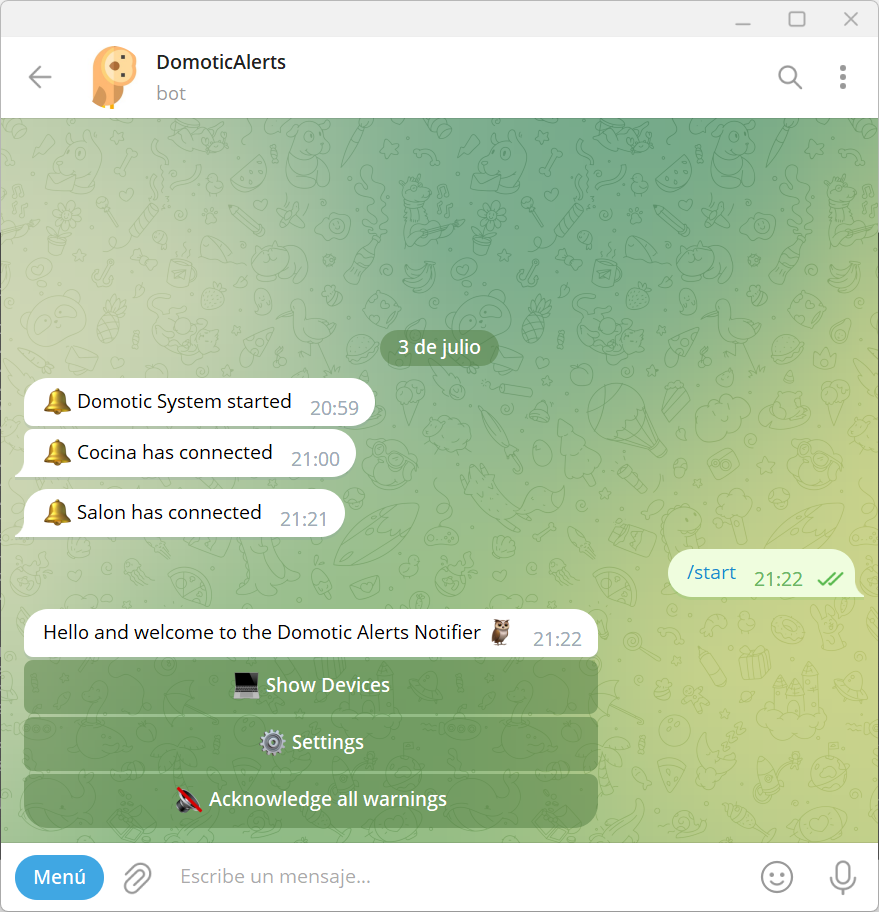 DomoticAlerts
bot
3 de julio
🔔 Domotic System started 20:59
🔔 Cocina has connected 21:00
🔔 Salon has connected 21:21
/start 21:22
Hello and welcome to the Domotic Alerts Notifier 🦉 21:22
💻 Show Devices
⚙️ Settings
🔇 Acknowledge all warnings
Menú
Escribe un mensaje...